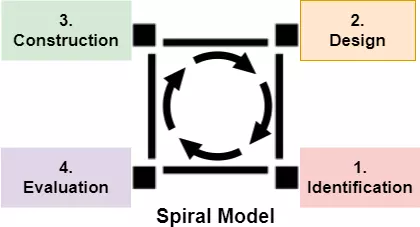 3.
Construction
2.
Design
4.
Evaluation
1.
Identification
Spiral Model